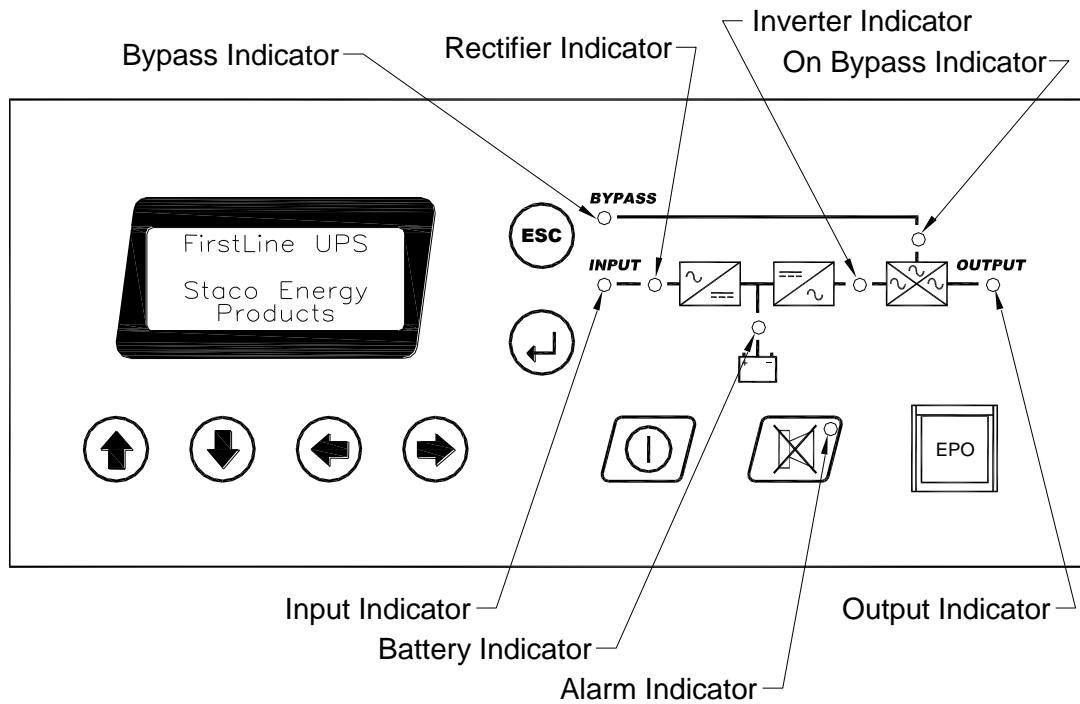 Inverter Indicator
Bypass Indicator
Rectifier Indicator
On Bypass Indicator
BYPASS
ESC
FirstLine UPS
INPUT
OUTPUT
Staco Energy
Products
EPO
Input Indicator
Output Indicator
Battery Indicator
Alarm Indicator